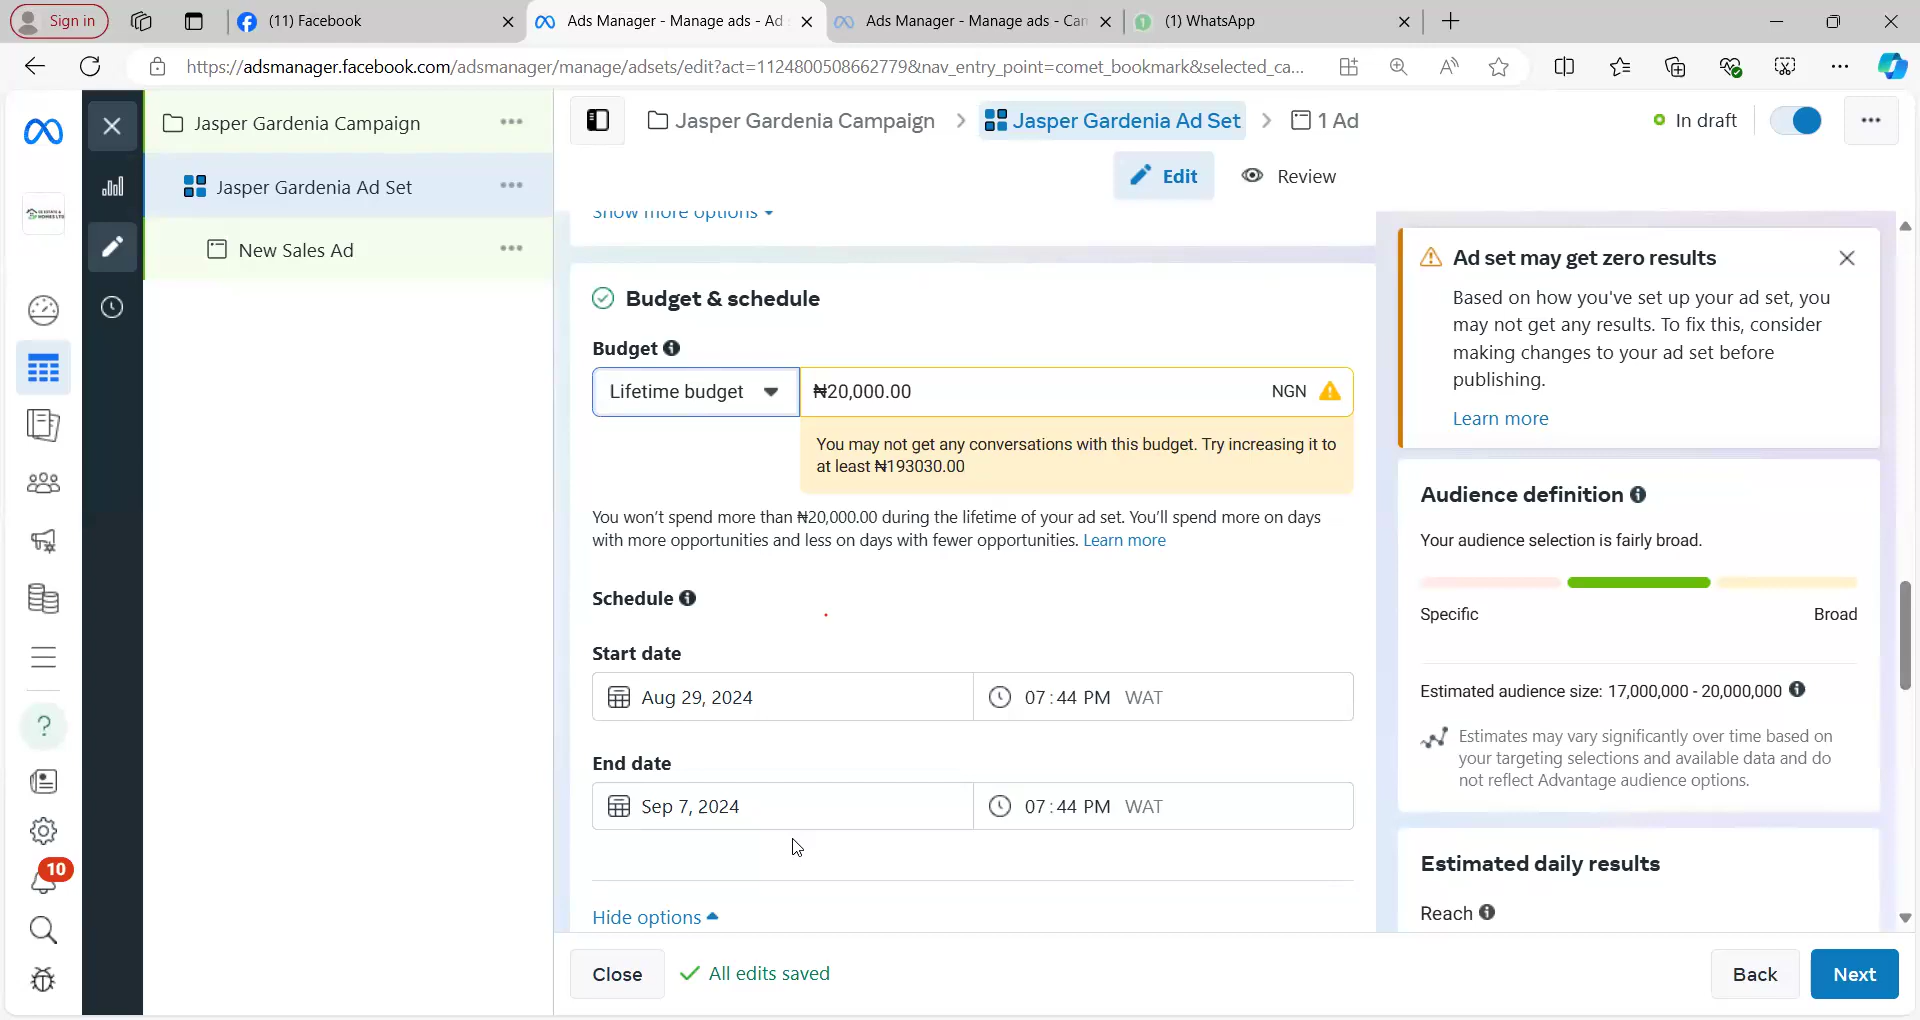 Sign in
(11) Facebook
Ads Manager - Manage ads - Ad
Ads Manager - Manage ads - Can
(1) WhatsApp
https://adsmanager.facebook.com/adsmanager/manage/adsets/edit?act=1124800508662779&nav_entry_point=comet_bookmark&selected_ca...
Jasper Gardenia Campaign
Jasper Gardenia Ad Set
New Sales Ad
Jasper Gardenia Campaign
Jasper Gardenia Ad Set
1 Ad
In draft
Edit
Review
Show more options
Budget & schedule
Budget
Lifetime budget
₦20,000.00
NGN
You may not get any conversations with this budget. Try increasing it to
at least ₦193030.00
You won't spend more than ₦20,000.00 during the lifetime of your ad set. You'll spend more on days
with more opportunities and less on days with fewer opportunities. Learn more
Schedule
Start date
Aug 29, 2024
07:44 PM WAT
End date
Sep 7, 2024
07:44 PM WAT
Hide options
Close
All edits saved
Back
Next
Ad set may get zero results
Based on how you've set up your ad set, you
may not get any results. To fix this, consider
making changes to your ad set before
publishing.
Learn more
Audience definition
Your audience selection is fairly broad.
Specific
Broad
Estimated audience size: 17,000,000 - 20,000,000
Estimates may vary significantly over time based on
your targeting selections and available data and do
not reflect Advantage audience options.
Estimated daily results
Reach
10